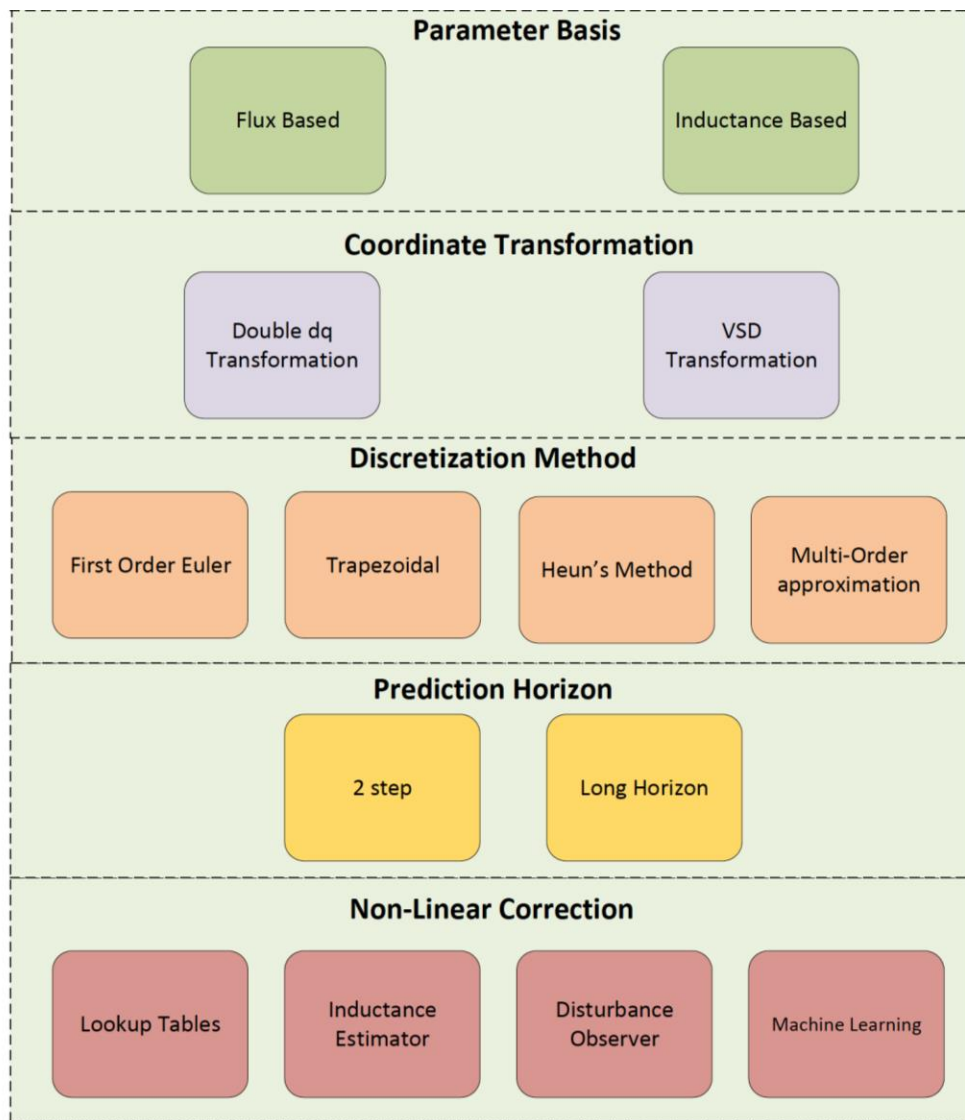 Parameter Basis
Flux Based
Inductance Based
Coordinate Transformation
Double dq
Transformation
VSD
Transformation
Discretization Method
First Order Euler
Trapezoidal
Heun’s Method
Multi-Order
approximation
Prediction Horizon
2 step
Long Horizon
Non-Linear Correction
Lookup Tables
Inductance
Estimator
Disturbance
Observer
Machine Learning